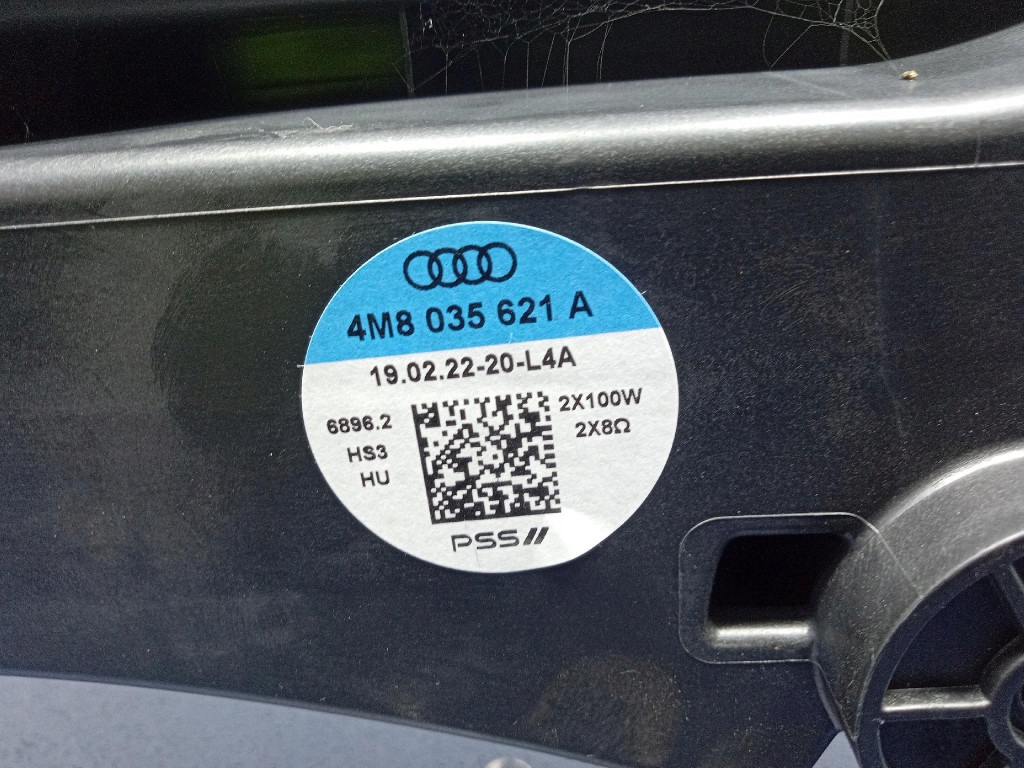 4M8 035 621 A
19.02.22-20-L4A
6896.2
HS3
HU
2X100W
2X8Ω
PSS